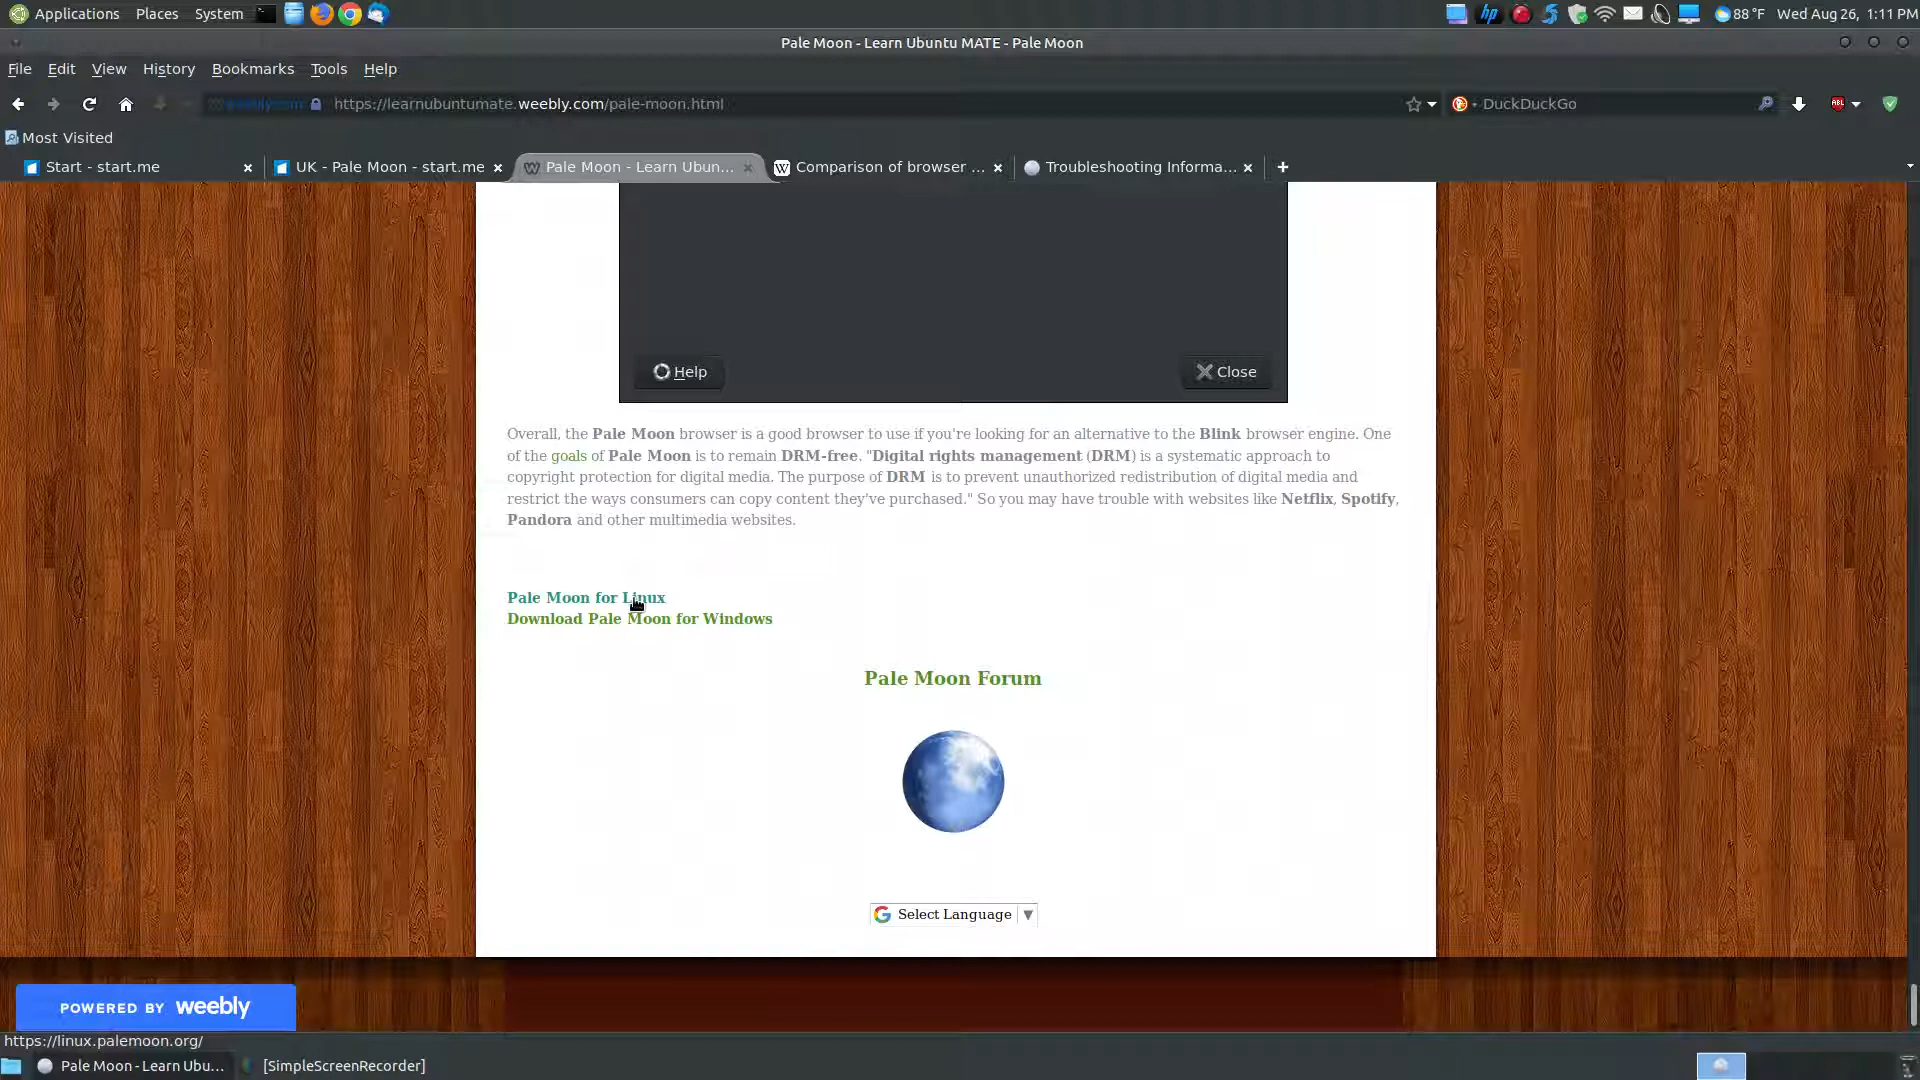 Applications Places System
88 °F Wed Aug 26, 1:11 PM
Pale Moon - Learn Ubuntu MATE - Pale Moon
File Edit View History Bookmarks Tools Help
https://learnubuntumate.weebly.com/pale-moon.html
DuckDuckGo
Most Visited
Start - start.me
UK - Pale Moon - start.me
Pale Moon - Learn Ubun...
Comparison of browser ...
Troubleshooting Informa...
Help
Close
Overall, the Pale Moon browser is a good browser to use if you're looking for an alternative to the Blink browser engine. One
of the goals of Pale Moon is to remain DRM-free. "Digital rights management (DRM) is a systematic approach to
copyright protection for digital media. The purpose of DRM is to prevent unauthorized redistribution of digital media and
restrict the ways consumers can copy content they've purchased." So you may have trouble with websites like Netflix, Spotify,
Pandora and other multimedia websites.
Pale Moon for Linux
Download Pale Moon for Windows
Pale Moon Forum
Select Language
POWERED BY weebly
https://linux.palemoon.org/
Pale Moon - Learn Ubu...
[SimpleScreenRecorder]